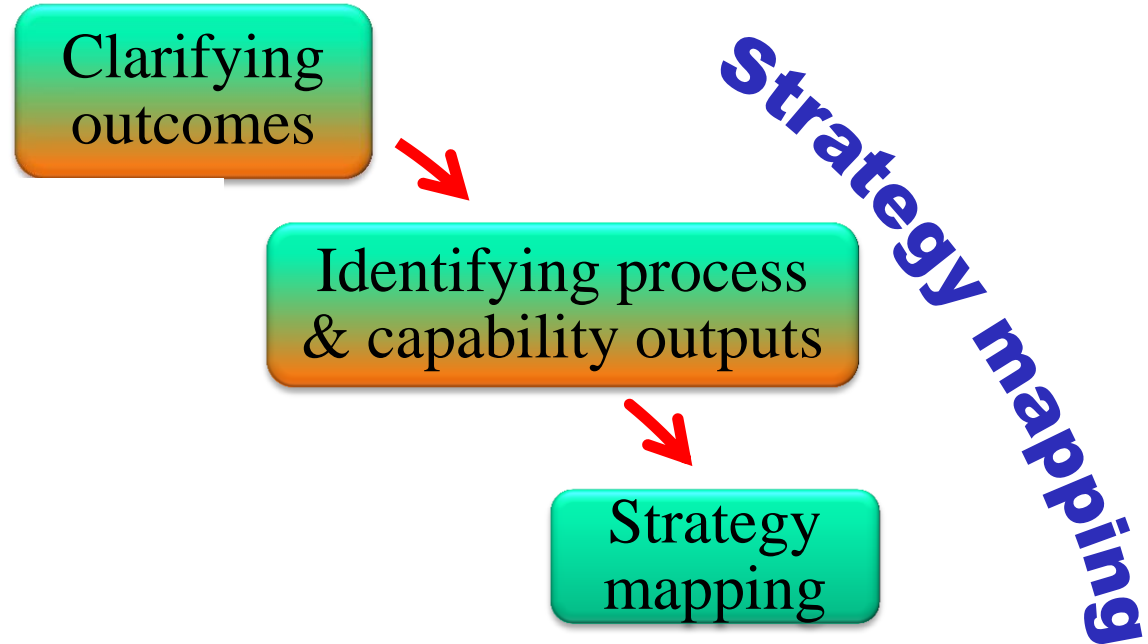 Clarifying
outcomes
Identifying process
& capability outputs
Strategy
mapping
Strategy mapping